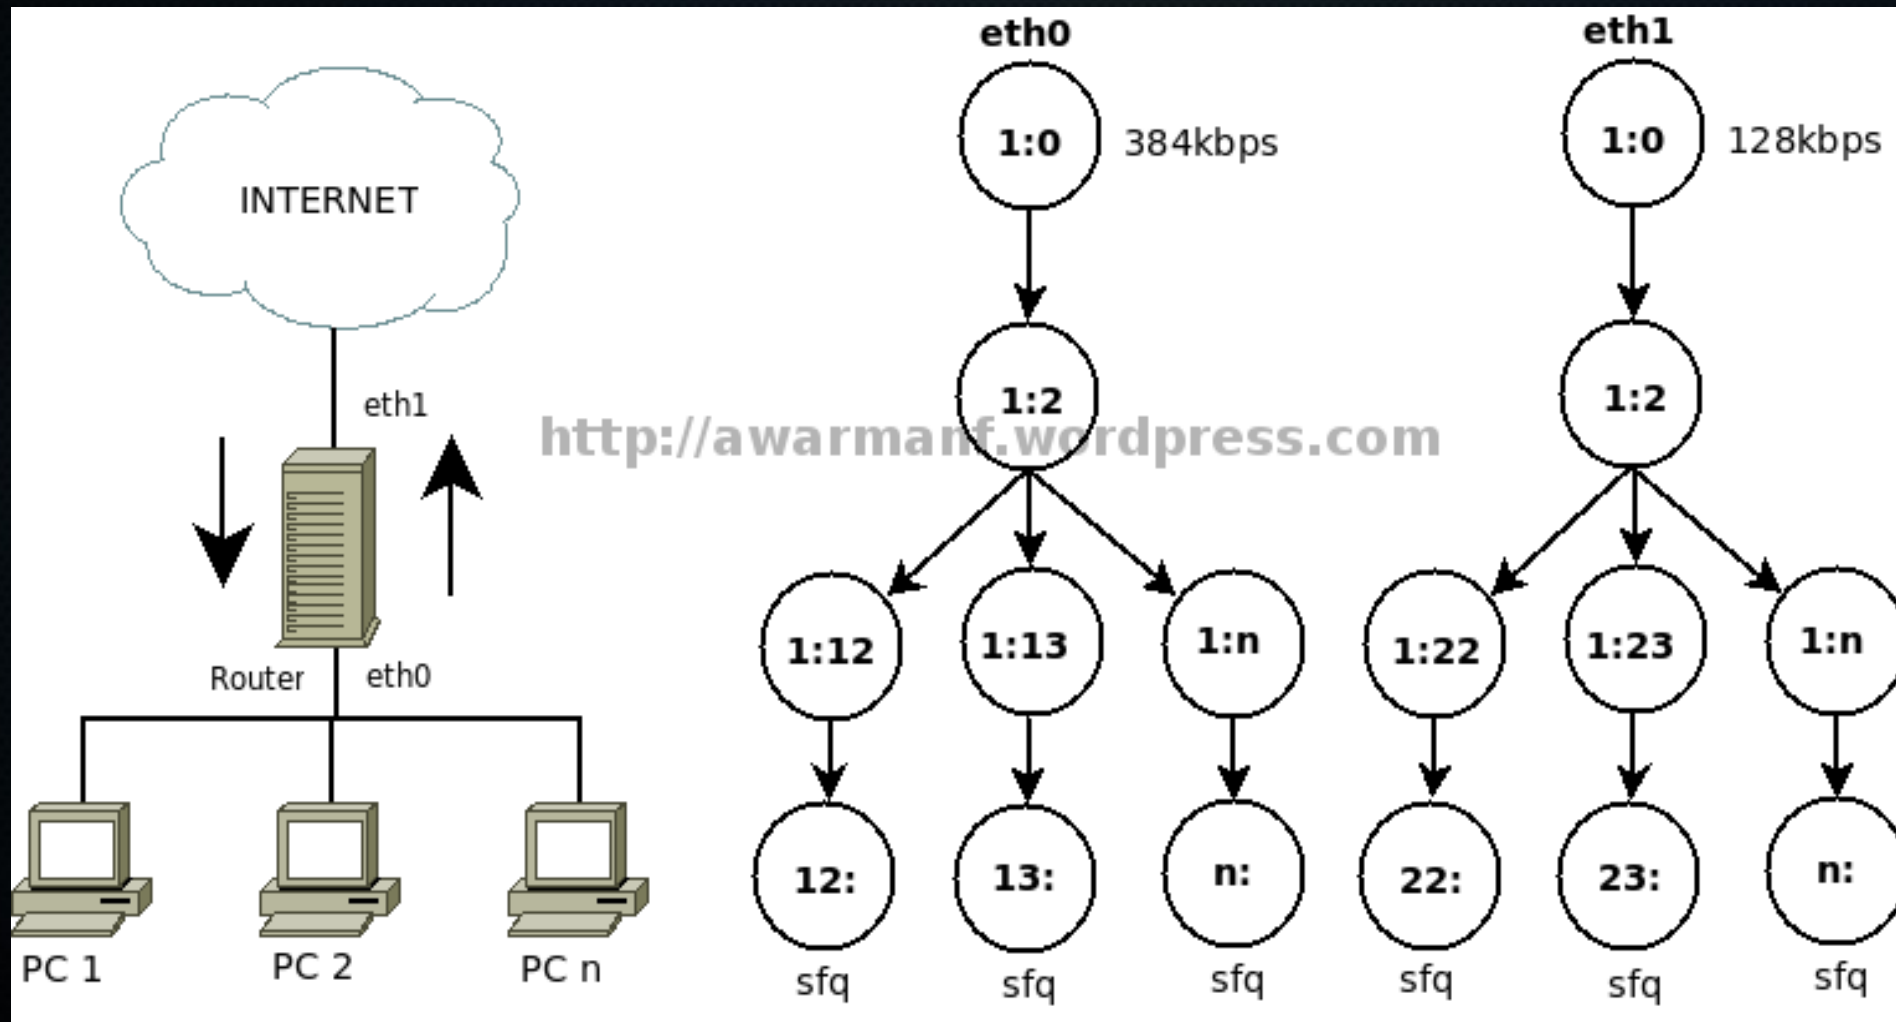 INTERNET
eth1
Router
eth0
PC 1
PC 2
PC n
http://awarmanf.wordpress.com
eth0
1:0
384kbps
1:2
1:12
1:13
1:n
12:
13:
n:
sfq
sfq
sfq
eth1
1:0
128kbps
1:2
1:22
1:23
1:n
22:
23:
n:
sfq
sfq
sfq